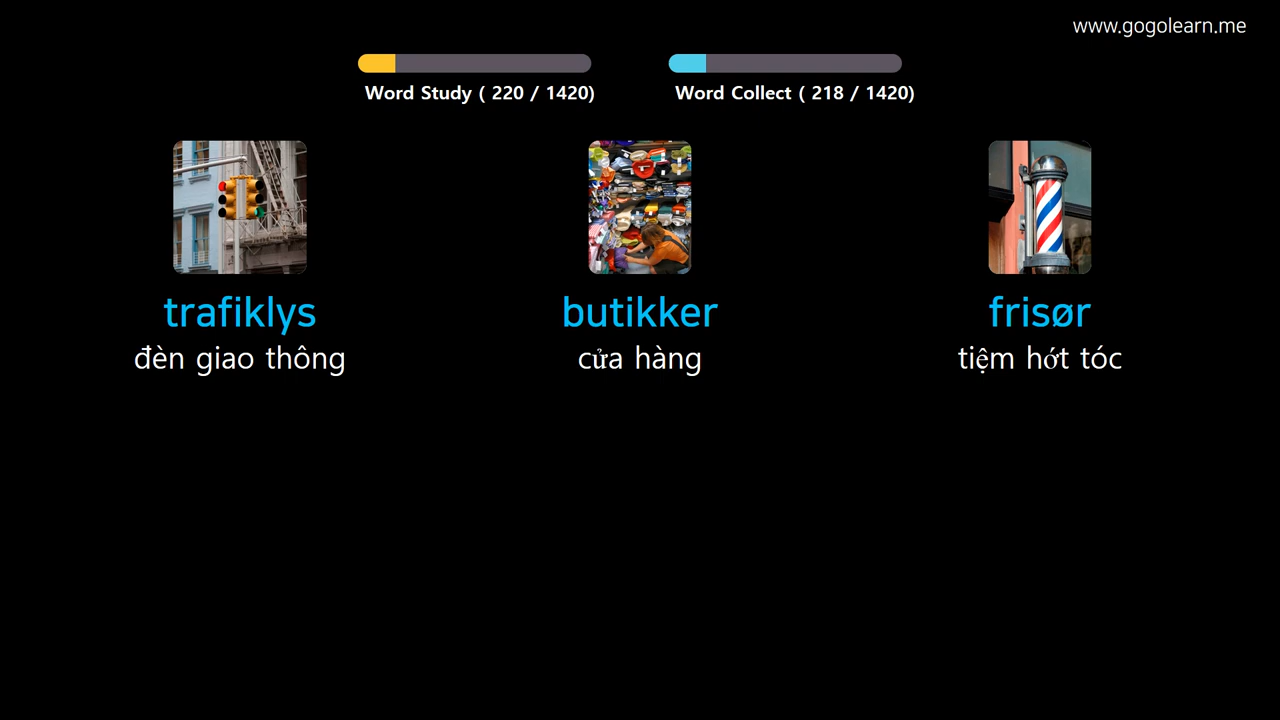 www.gogolearn.me
Word Study ( 220 / 1420)
Word Collect ( 218 / 1420)
trafiklys
butikker
frisør
đèn giao thông
cửa hàng
tiệm hớt tóc